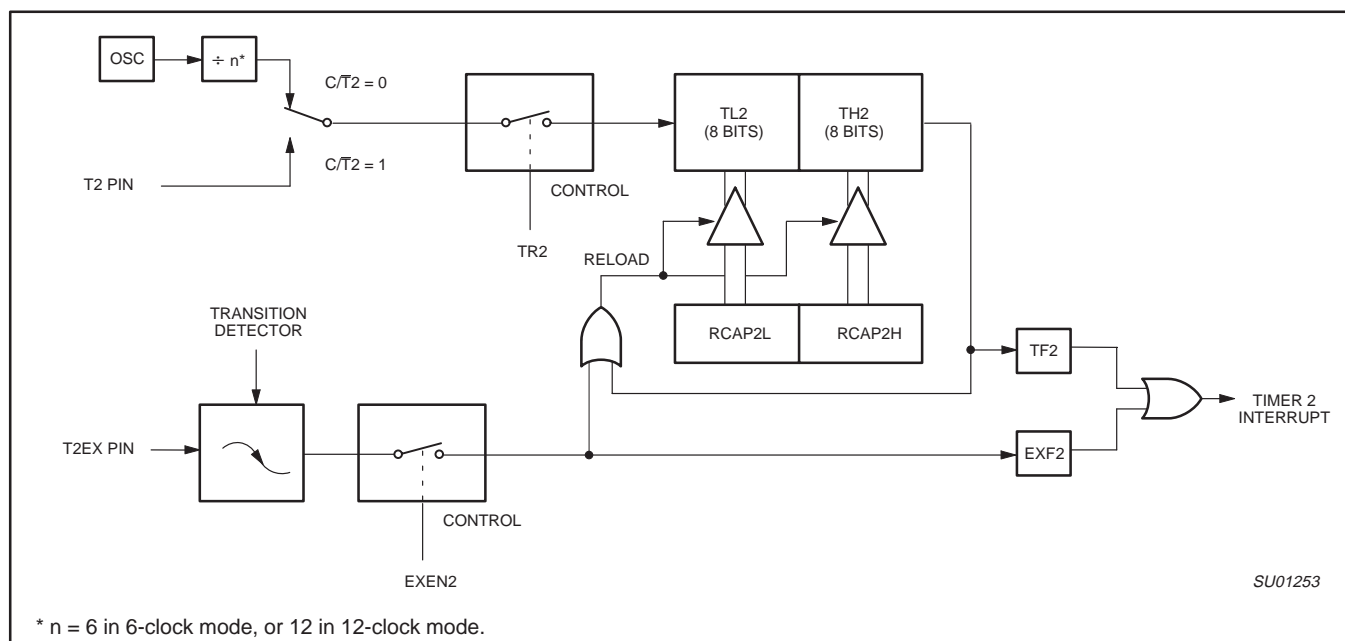 OSC
÷ n*
C/T̅2 = 0
C/T̅2 = 1
T2 PIN
CONTROL
TR2
TL2
(8 BITS)
TH2
(8 BITS)
RELOAD
RCAP2L
RCAP2H
TRANSITION
DETECTOR
T2EX PIN
CONTROL
EXEN2
TF2
EXF2
TIMER 2
INTERRUPT
SU01253
* n = 6 in 6-clock mode, or 12 in 12-clock mode.